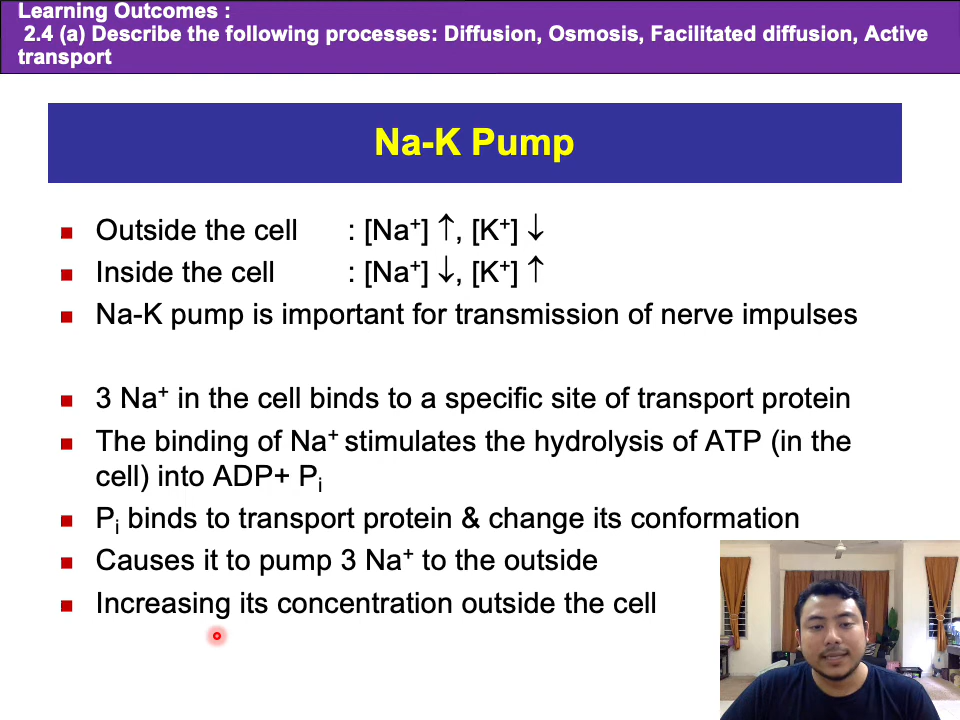 Learning Outcomes :
2.4 (a) Describe the following processes: Diffusion, Osmosis, Facilitated diffusion, Active
transport
Na-K Pump
▪ Outside the cell : [Na⁺] ↑, [K⁺] ↓
▪ Inside the cell : [Na⁺] ↓, [K⁺] ↑
▪ Na-K pump is important for transmission of nerve impulses
▪ 3 Na⁺ in the cell binds to a specific site of transport protein
▪ The binding of Na⁺ stimulates the hydrolysis of ATP (in the
cell) into ADP+ Pᵢ
▪ Pᵢ binds to transport protein & change its conformation
▪ Causes it to pump 3 Na⁺ to the outside
▪ Increasing its concentration outside the cell